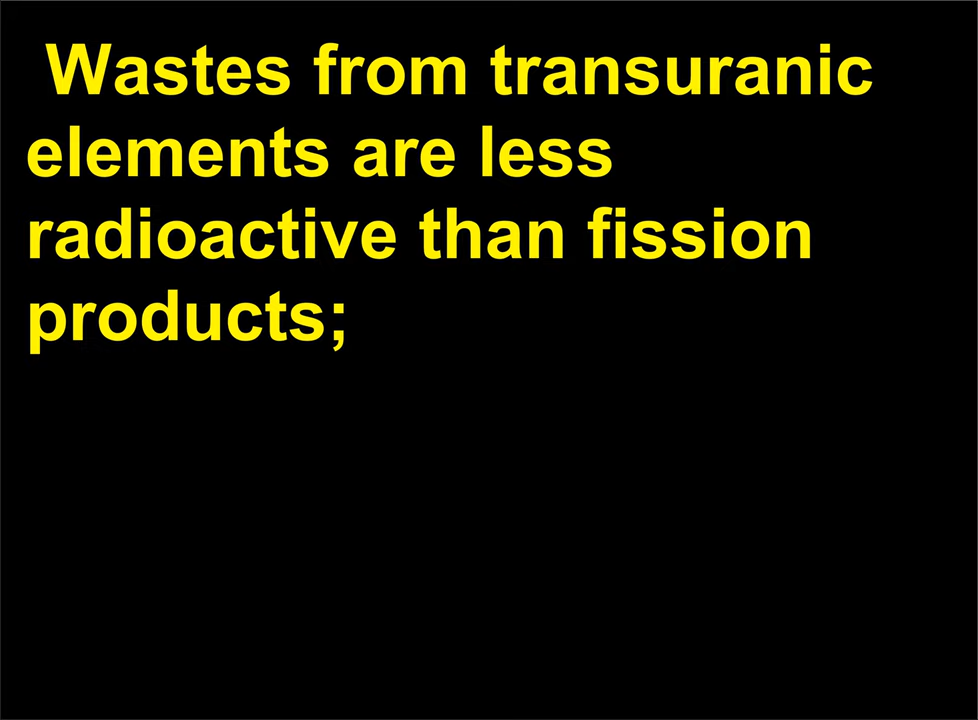 Wastes from transuranic
elements are less
radioactive than fission
products;